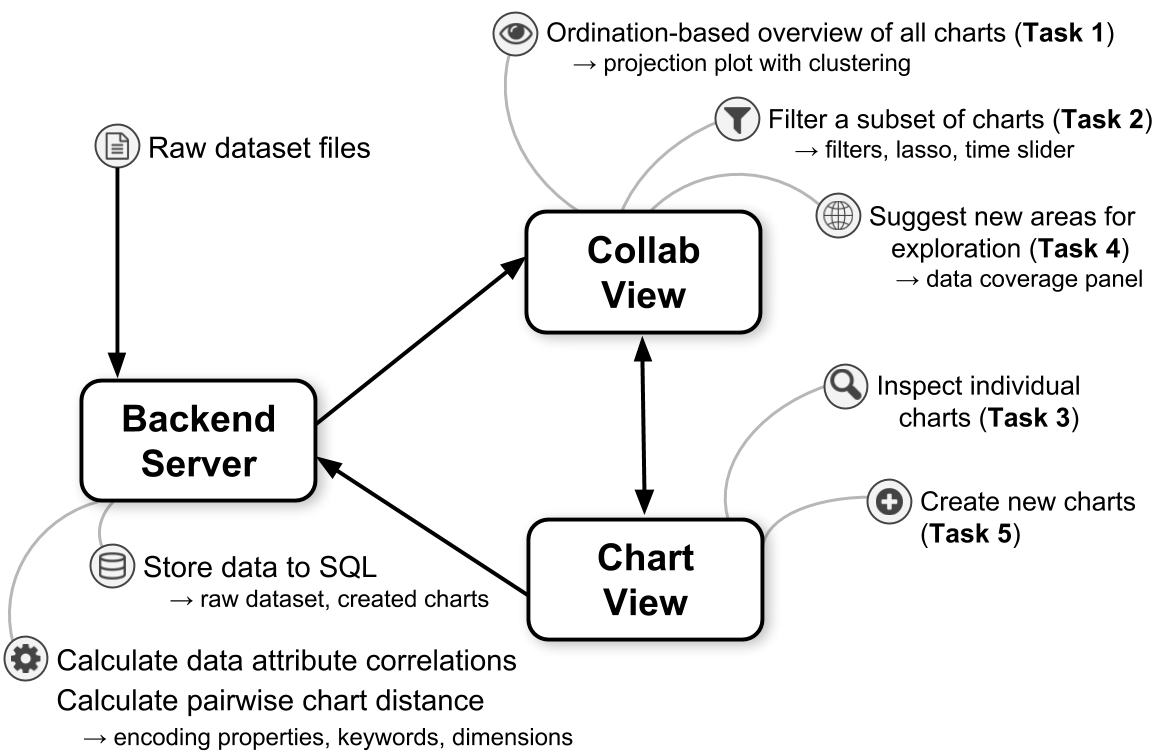 Ordination-based overview of all charts (Task 1)
→ projection plot with clustering
Filter a subset of charts (Task 2)
→ filters, lasso, time slider
Raw dataset files
Suggest new areas for
exploration (Task 4)
→ data coverage panel
Collab
View
Inspect individual
charts (Task 3)
Backend
Server
Create new charts
(Task 5)
Chart
View
Store data to SQL
→ raw dataset, created charts
Calculate data attribute correlations
Calculate pairwise chart distance
→ encoding properties, keywords, dimensions